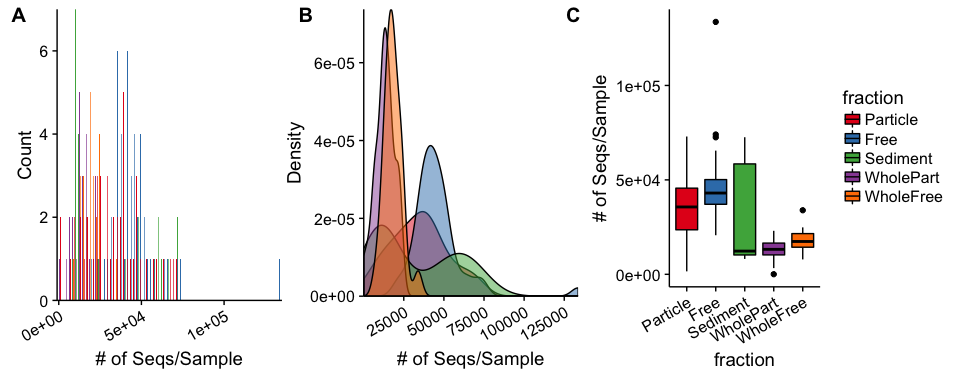 A
Count
6
4
2
0
0e+00
5e+04
1e+05
# of Seqs/Sample
B
Density
6e-05
4e-05
2e-05
0e+00
25000
50000
75000
100000
125000
# of Seqs/Sample
C
# of Seqs/Sample
1e+05
5e+04
0e+00
Particle
Free
Sediment
WholePart
WholeFree
fraction
fraction
Particle
Free
Sediment
WholePart
WholeFree